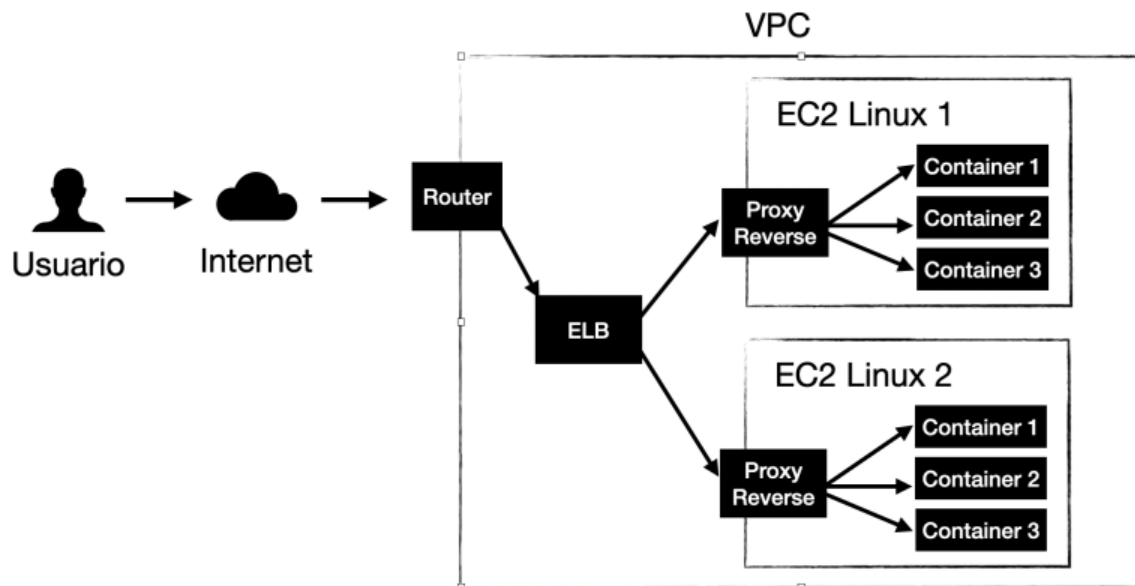 VPC
EC2 Linux 1
Container 1
Router
Proxy
Reverse
Container 2
Container 3
Usuario
Internet
ELB
EC2 Linux 2
Container 1
Proxy
Reverse
Container 2
Container 3